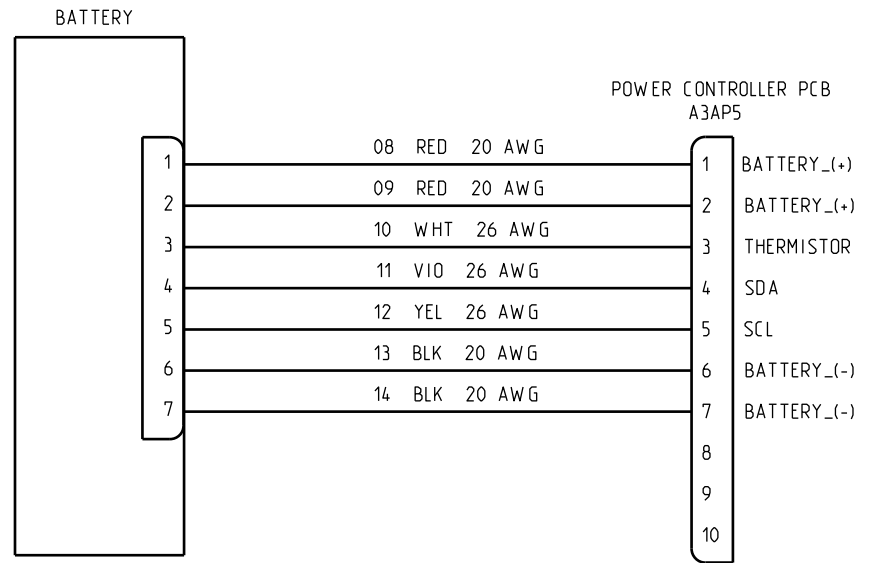 BATTERY
POWER CONTROLLER PCB
A3AP5
1 08 RED 20 AWG 1 BATTERY_(+)
2 09 RED 20 AWG 2 BATTERY_(+)
3 10 WHT 26 AWG 3 THERMISTOR
4 11 VIO 26 AWG 4 SDA
5 12 YEL 26 AWG 5 SCL
6 13 BLK 20 AWG 6 BATTERY_(-)
7 14 BLK 20 AWG 7 BATTERY_(-)
8
9
10